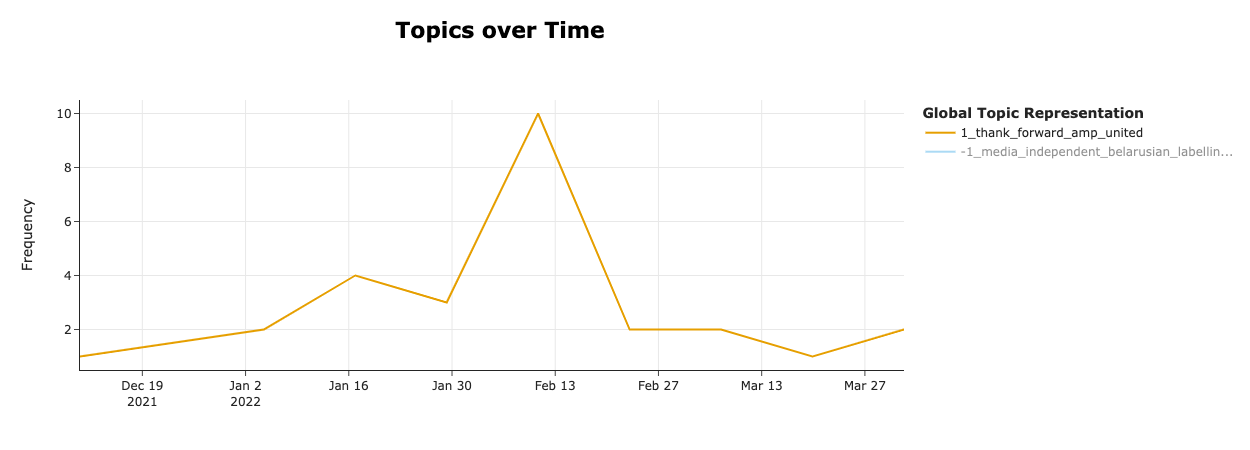 Topics over Time
Global Topic Representation
1_thank_forward_amp_united
-1_media_independent_belarusian_labellin...
Frequency
10
8
6
4
2
Dec 19
2021
Jan 2
2022
Jan 16
Jan 30
Feb 13
Feb 27
Mar 13
Mar 27